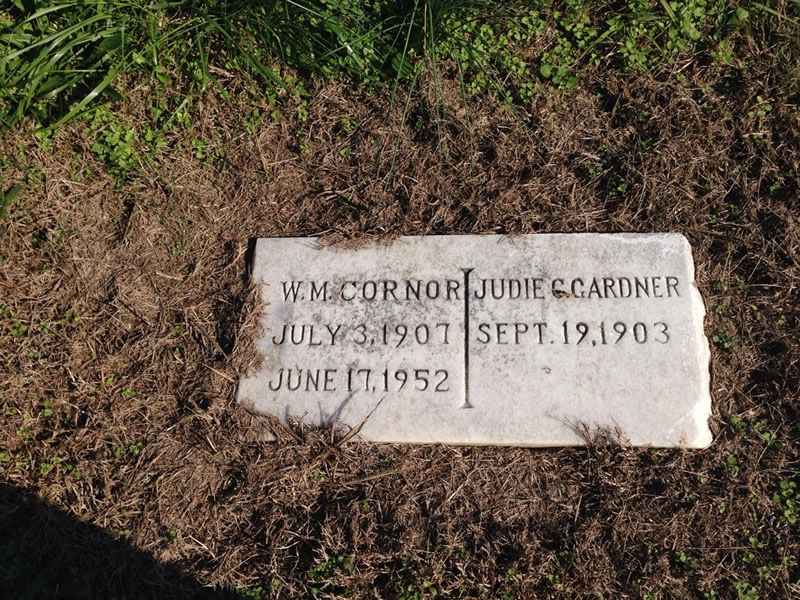 W.M. CORNOR
JULY 3, 1907
JUNE 17, 1952
JUDIE C. GARDNER
SEPT. 19, 1903